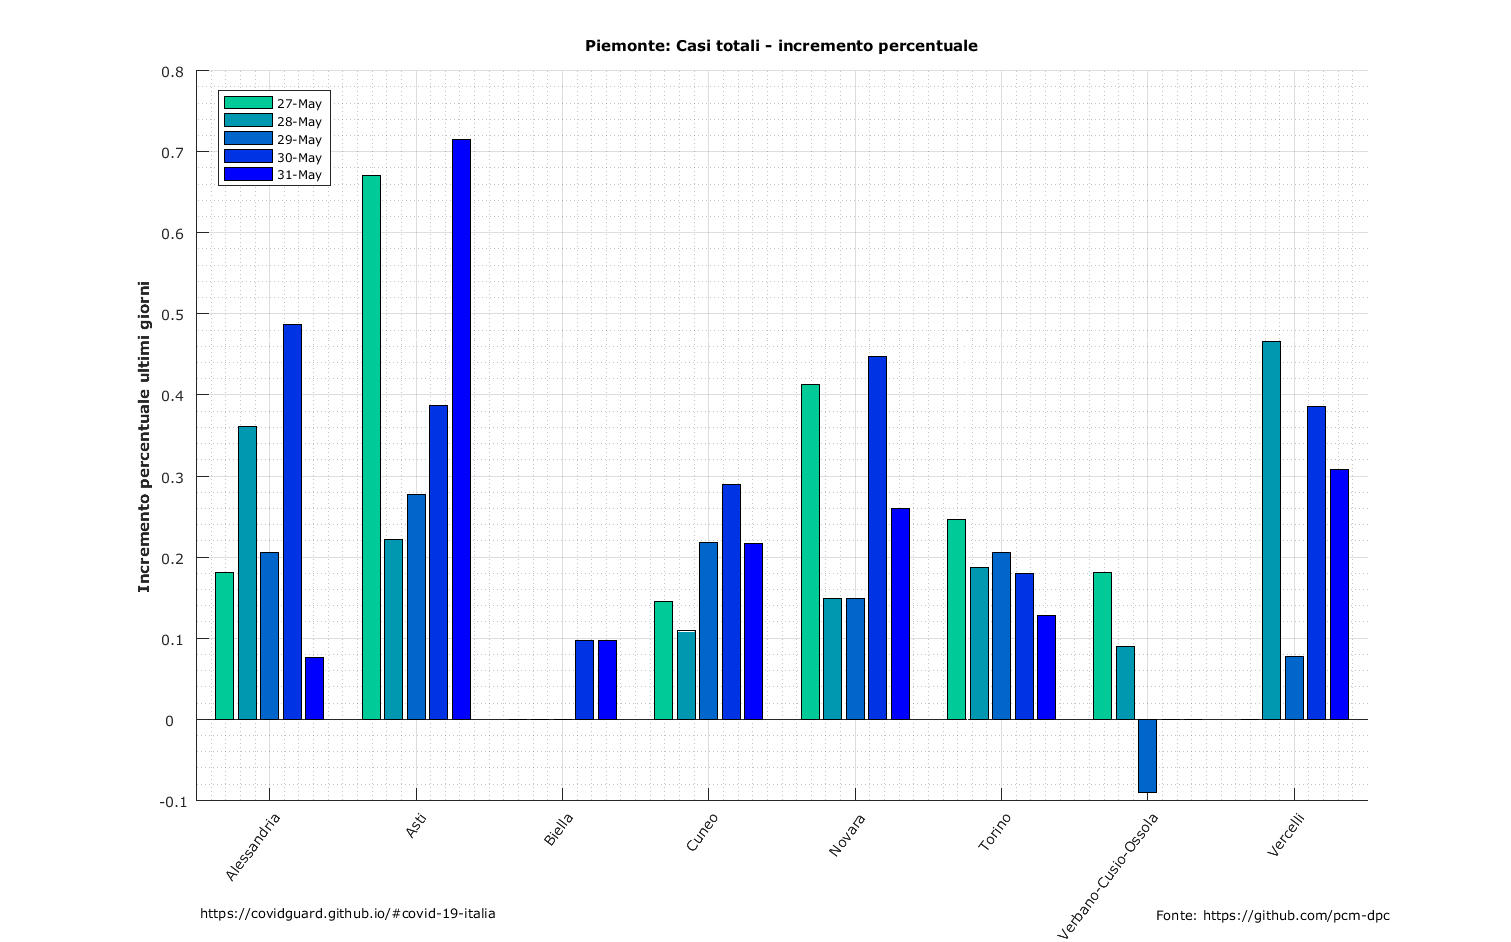 Piemonte: Casi totali - incremento percentuale
Incremento percentuale ultimi giorni
0.8
0.7
0.6
0.5
0.4
0.3
0.2
0.1
0
-0.1
27-May
28-May
29-May
30-May
31-May
Alessandria
Asti
Biella
Cuneo
Novara
Torino
Verbano-Cusio-Ossola
Vercelli
https://covidguard.github.io/#covid-19-italia
Fonte: https://github.com/pcm-dpc